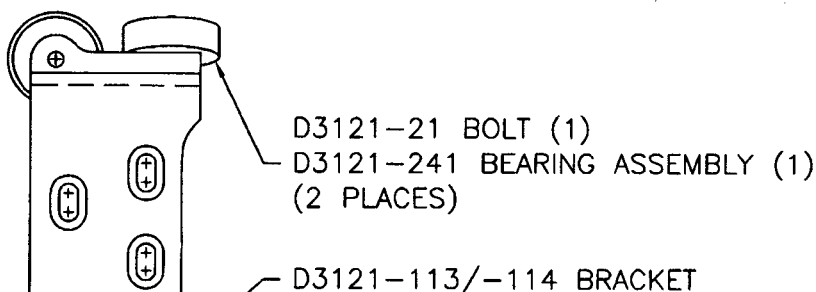 D3121-21 BOLT (1)
D3121-241 BEARING ASSEMBLY (1)
(2 PLACES)
D3121-113/-114 BRACKET